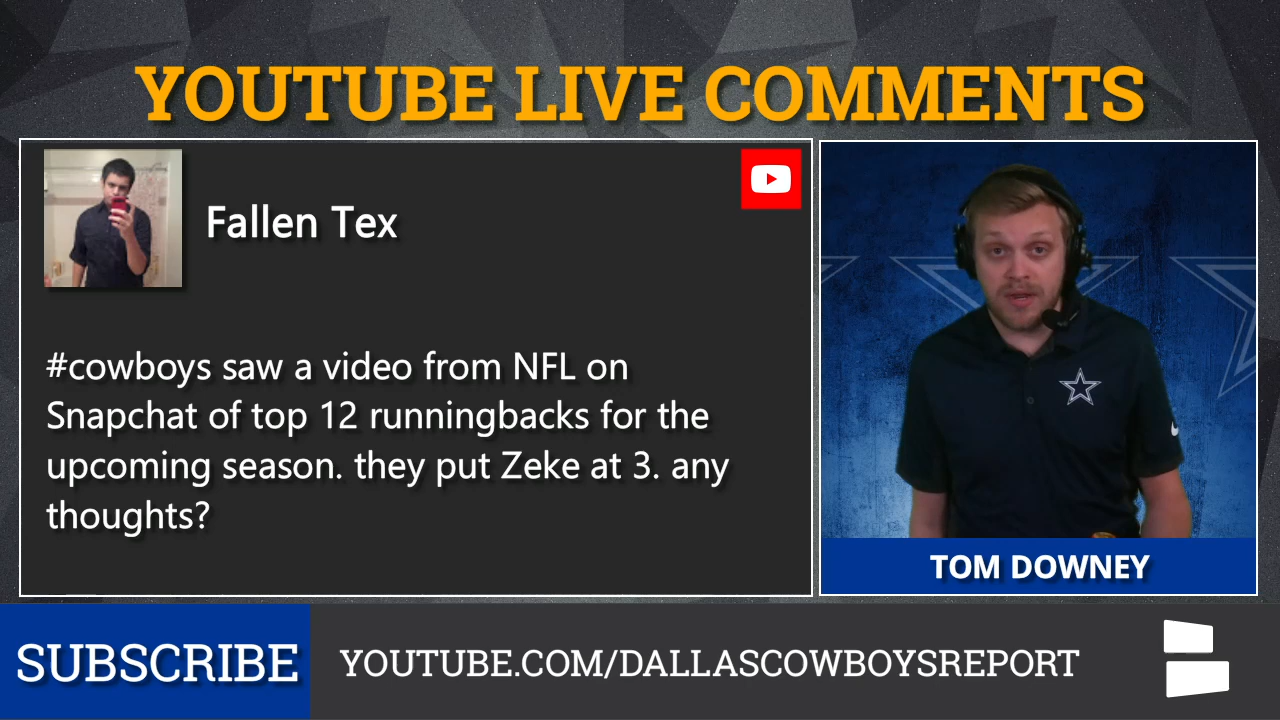 YOUTUBE LIVE COMMENTS
Fallen Tex
#cowboys saw a video from NFL on
Snapchat of top 12 runningbacks for the
upcoming season. they put Zeke at 3. any
thoughts?
TOM DOWNEY
SUBSCRIBE
YOUTUBE.COM/DALLASCOWBOYSREPORT